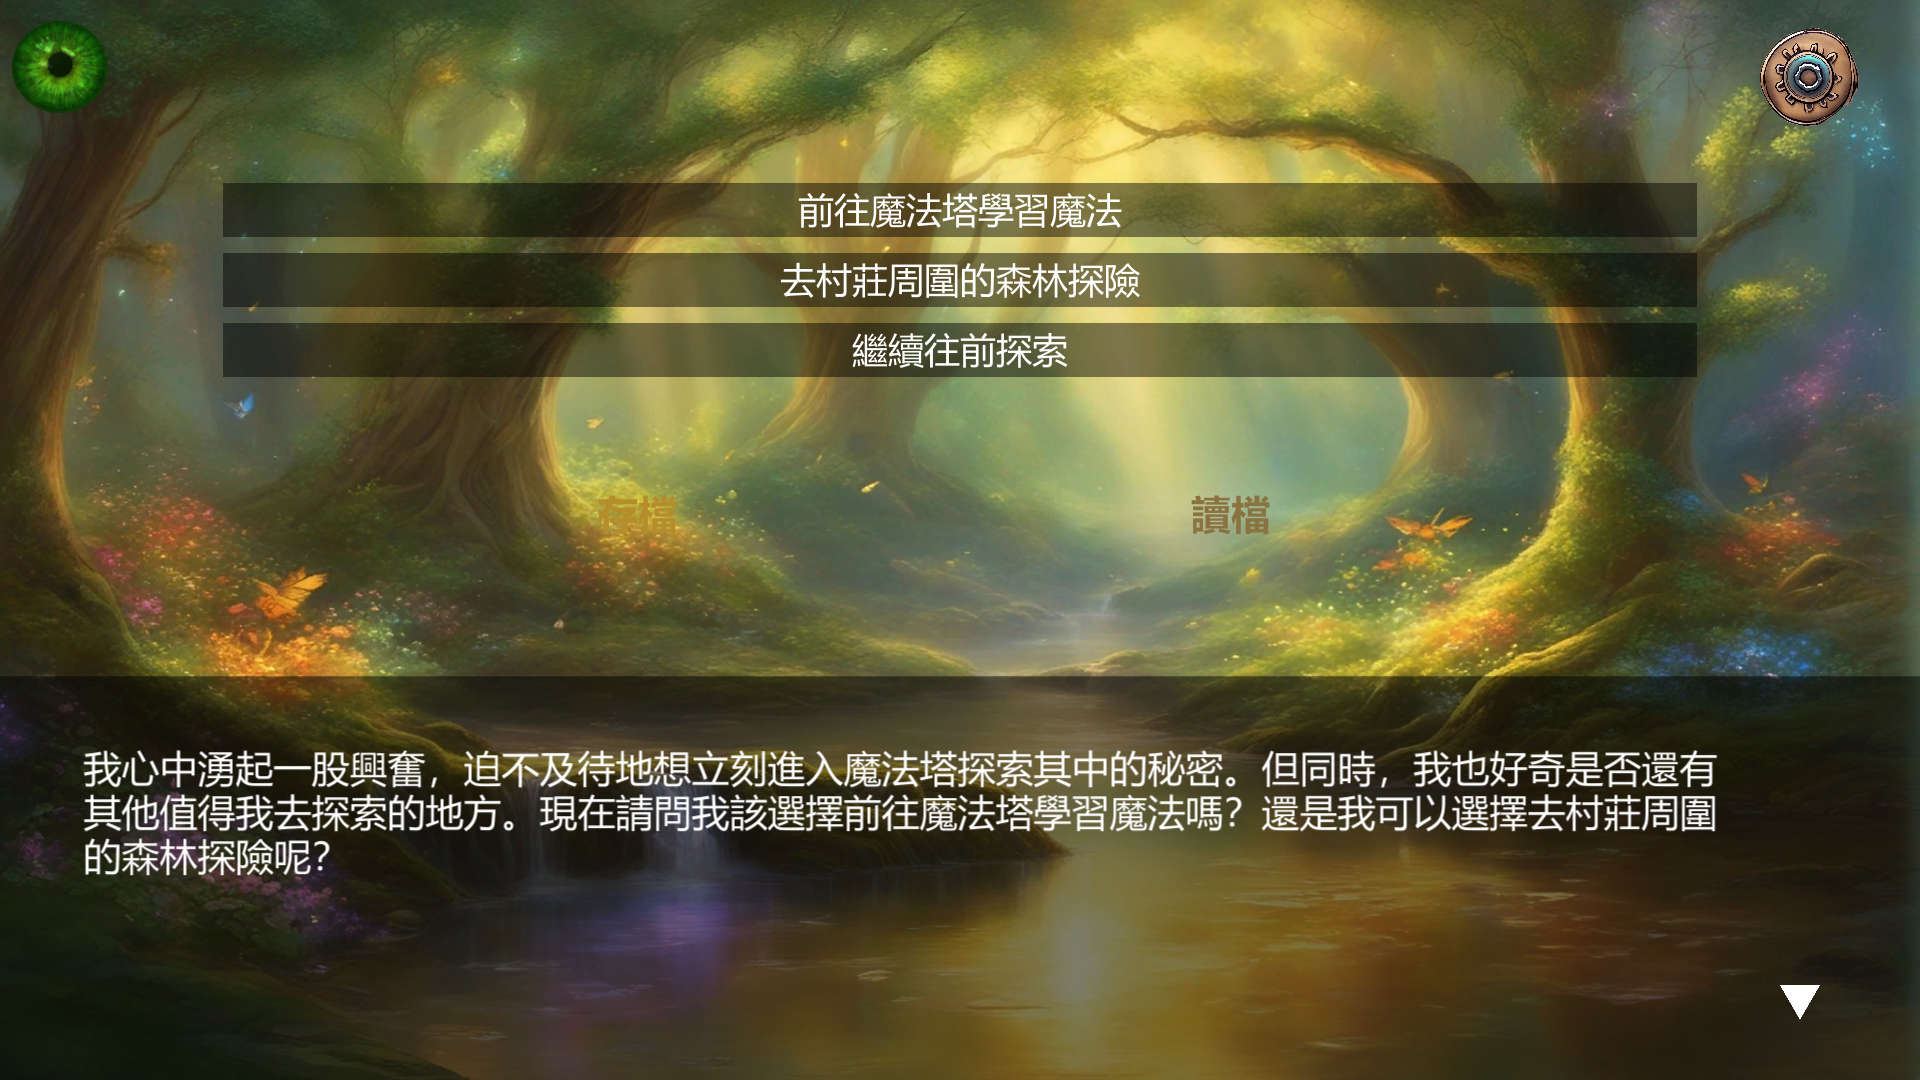 前往魔法塔學習魔法
去村莊周圍的森林探險
繼續往前探索
存檔 讀檔
我心中湧起一股興奮，迫不及待地想立刻進入魔法塔探索其中的秘密。但同時，我也好奇是否還有
其他值得我去探索的地方。現在請問我該選擇前往魔法塔學習魔法嗎？還是我可以選擇去村莊周圍
的森林探險呢？